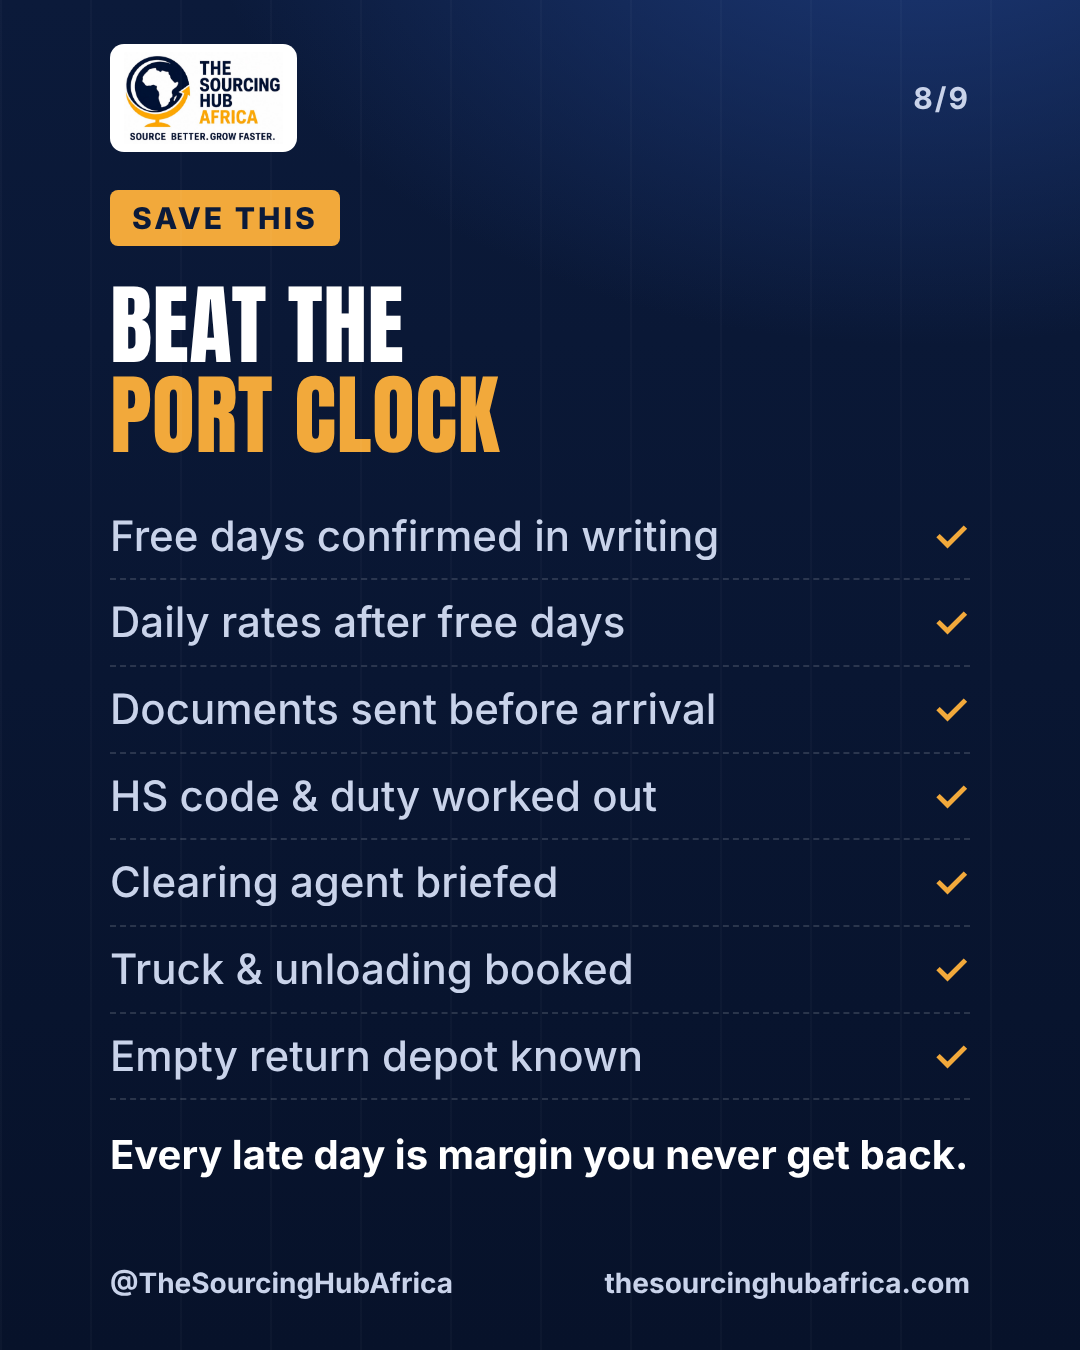 THE
SOURCING
HUB
AFRICA
SOURCE BETTER. GROW FASTER.
8/9
SAVE THIS
BEAT THE
PORT CLOCK
Free days confirmed in writing
Daily rates after free days
Documents sent before arrival
HS code & duty worked out
Clearing agent briefed
Truck & unloading booked
Empty return depot known
Every late day is margin you never get back.
@TheSourcingHubAfrica
thesourcinghubafrica.com